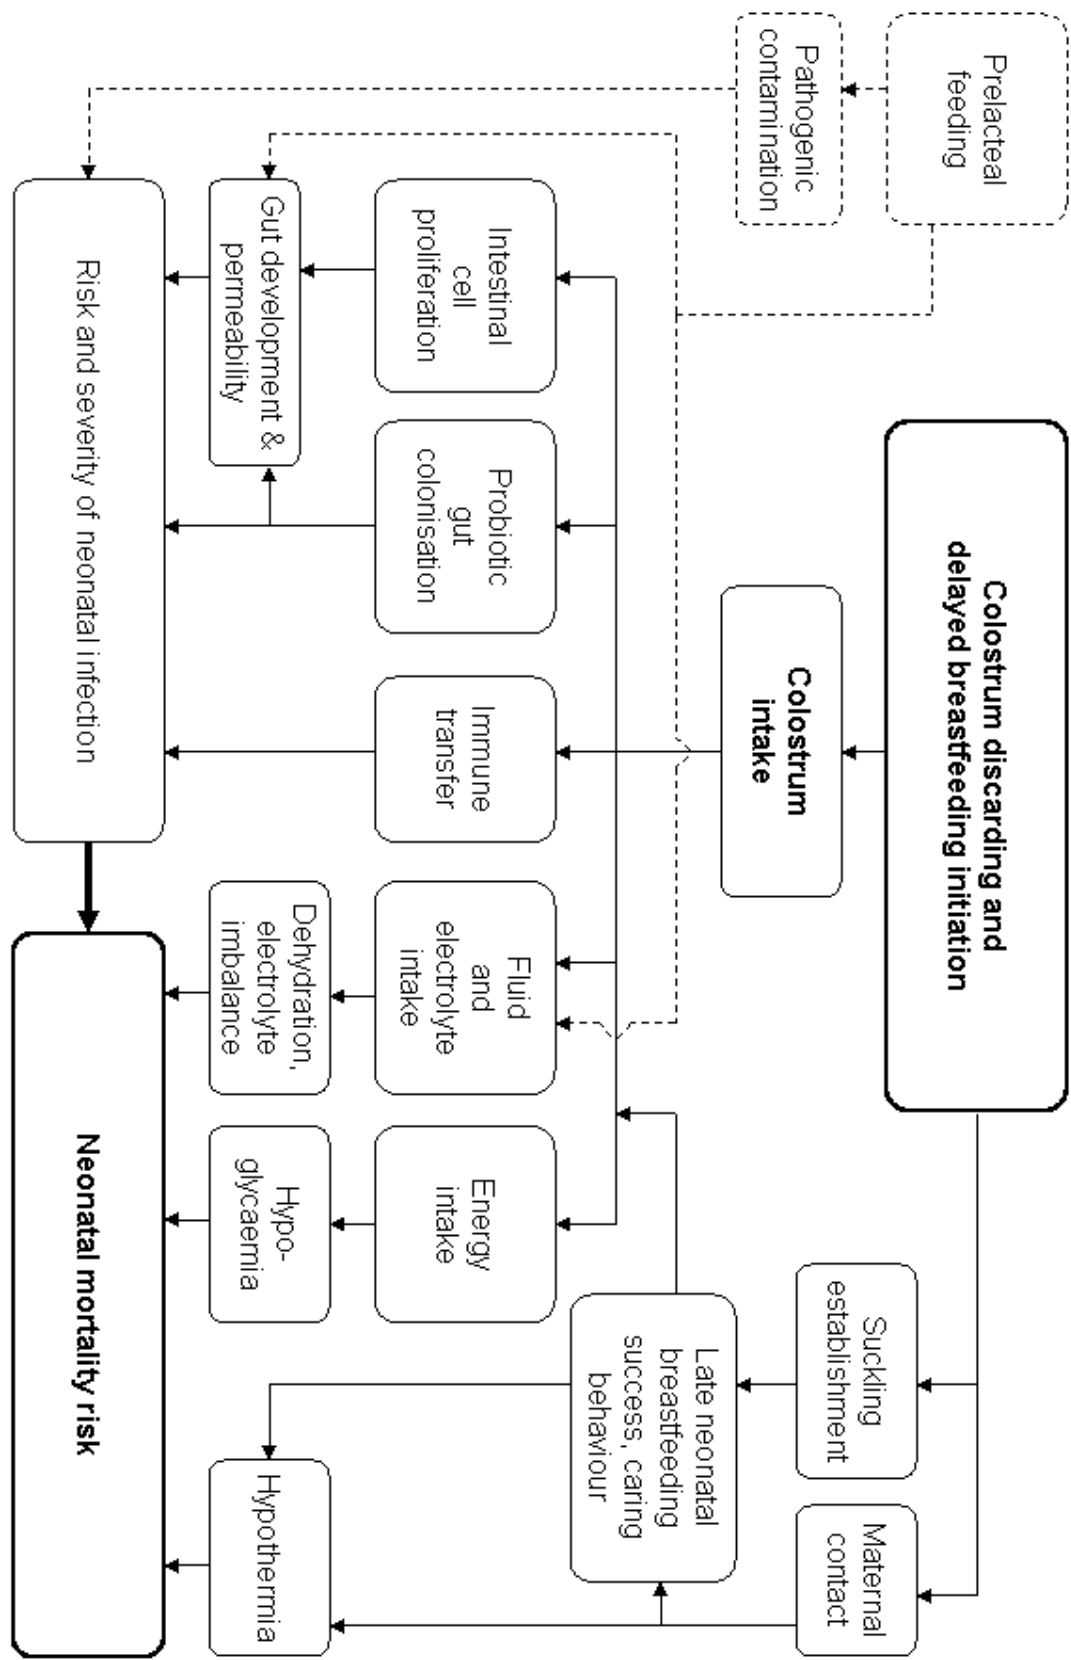 Prelacteal
feeding
Colostrum discarding and
delayed breastfeeding initiation
Pathogenic
contamination
Colostrum
intake
Suckling
establishment
Maternal
contact
Late neonatal
breastfeeding
success, caring
behaviour
Intestinal
cell
proliferation
Probiotic
gut
colonisation
Immune
transfer
Fluid
and
electrolyte
intake
Energy
intake
Gut development &
permeability
Dehydration,
electrolyte
imbalance
Hypo-
glycaemia
Hypothermia
Risk and severity of neonatal infection
Neonatal mortality risk